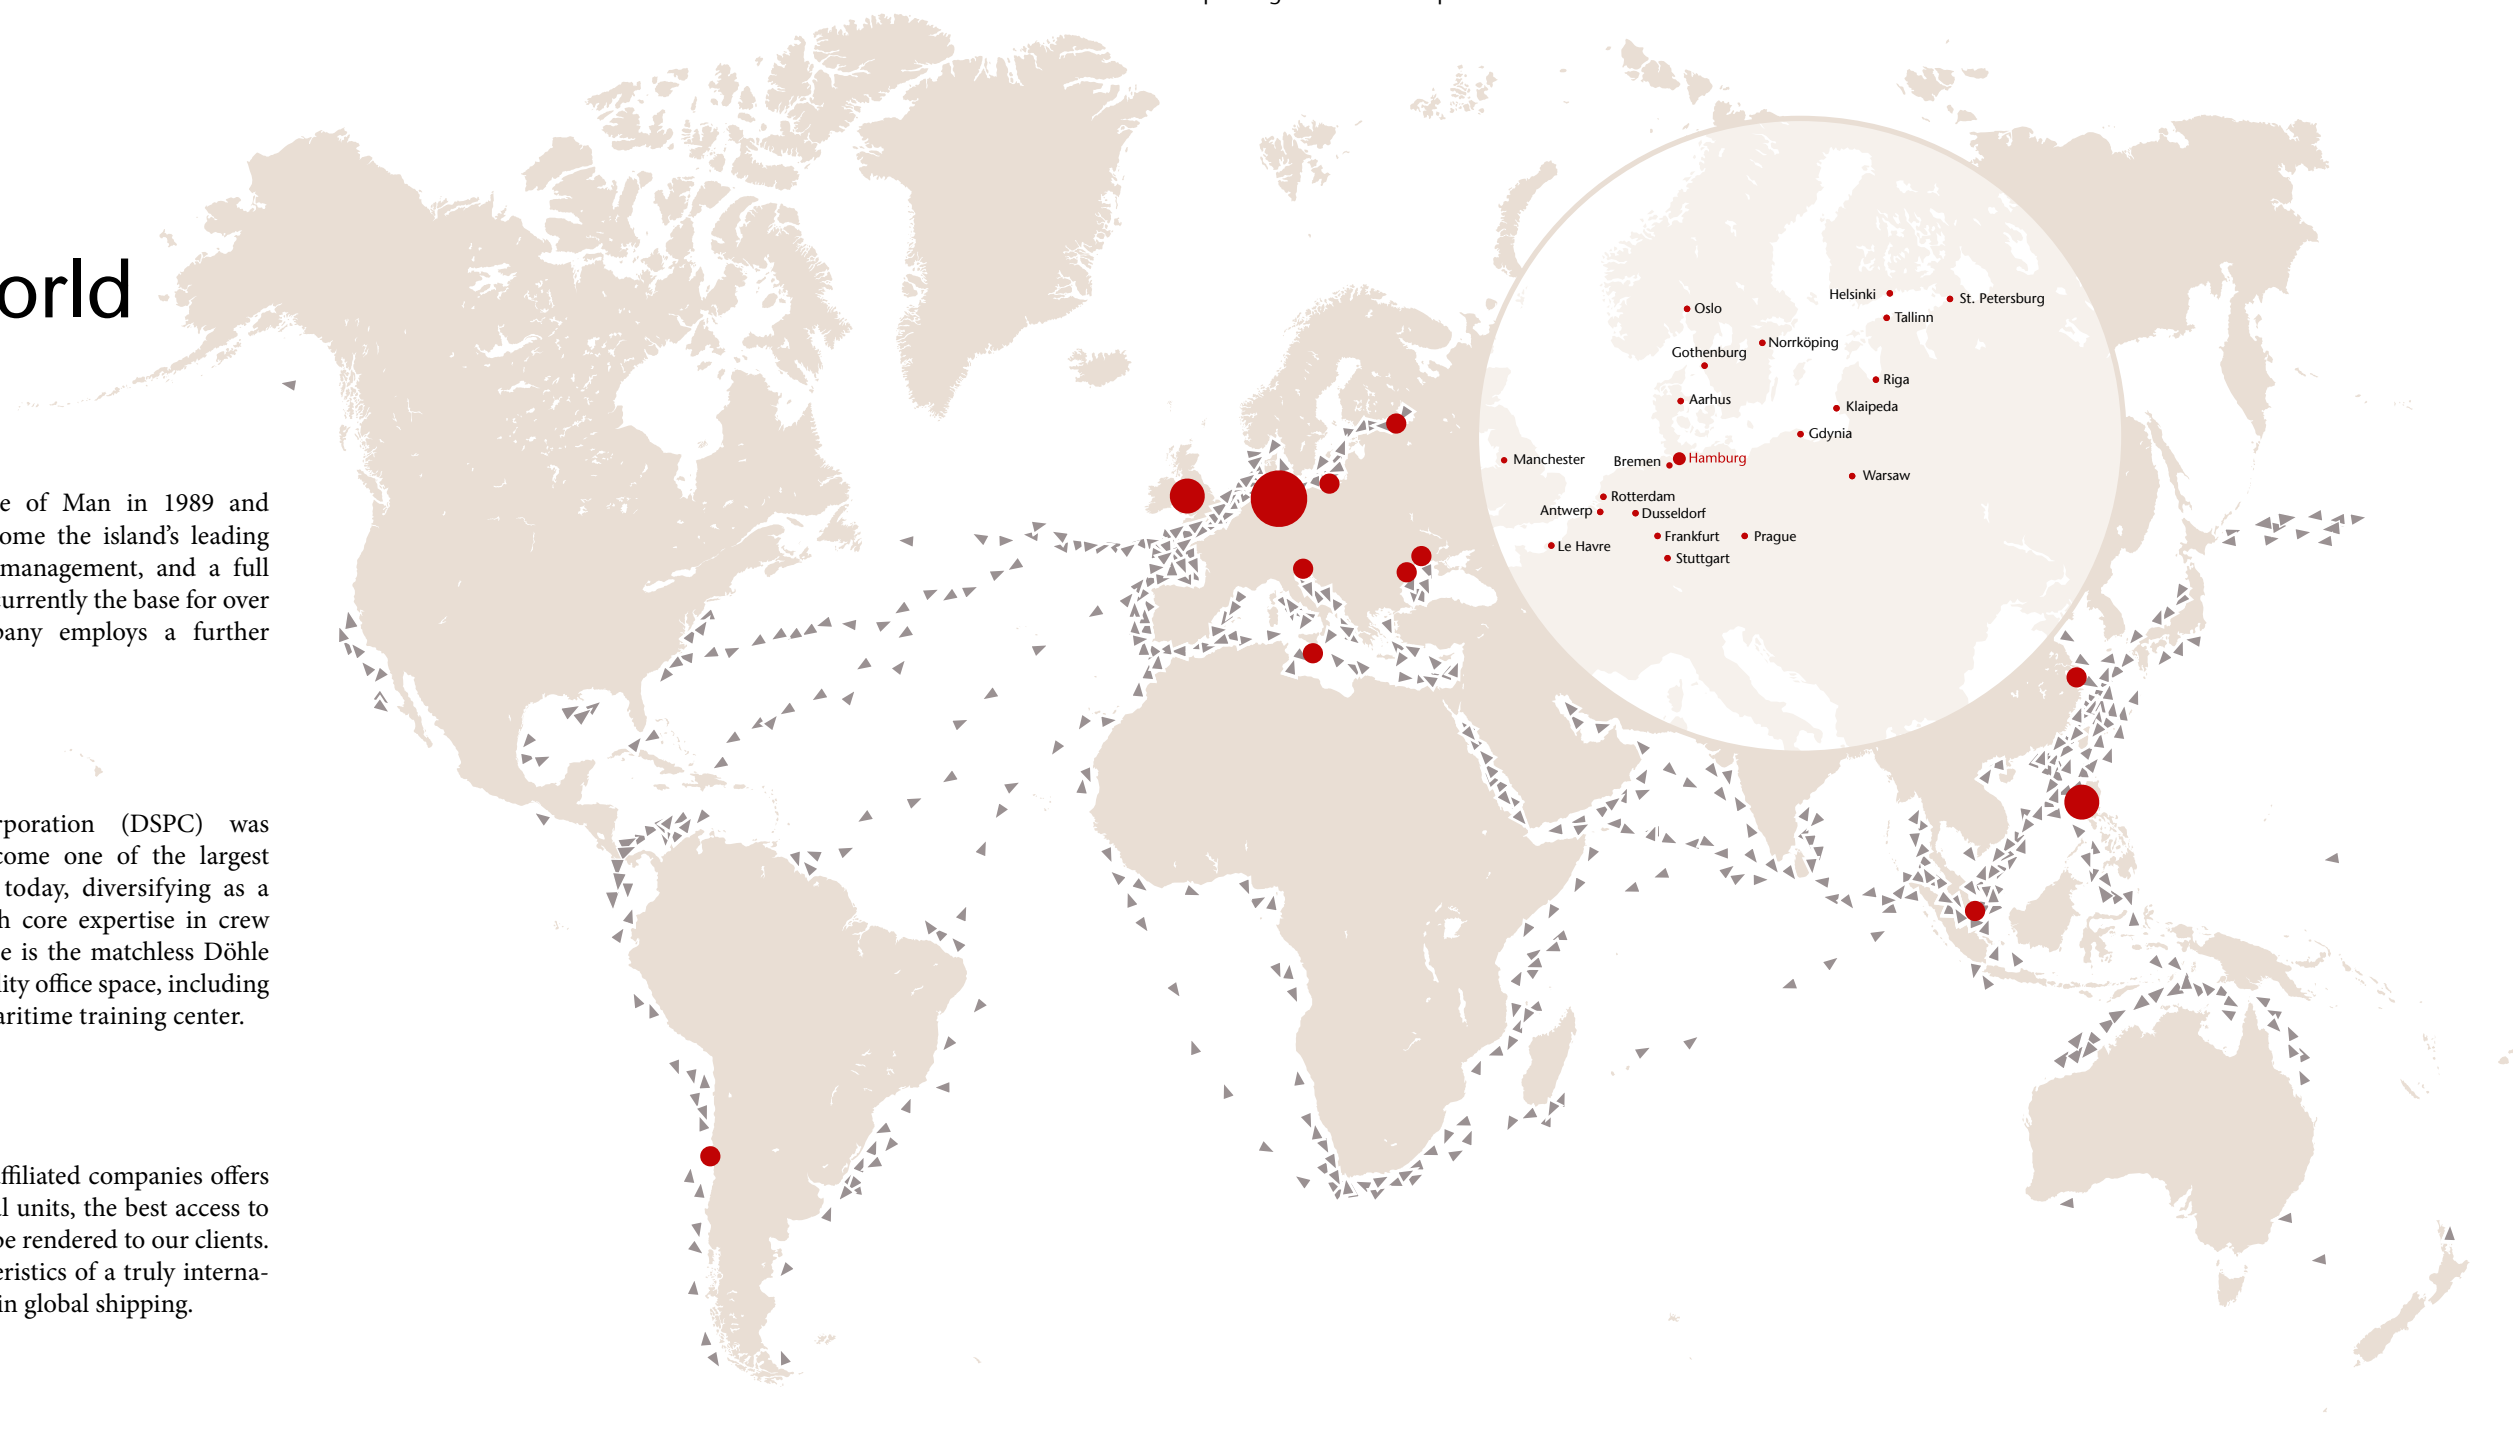 orld
e of Man in 1989 and
ome the island’s leading
management, and a full
currently the base for over
pany employs a further
rporation (DSPC) was
come one of the largest
today, diversifying as a
h core expertise in crew
e is the matchless Döhle
lity office space, including
aritime training center.
ffiliated companies offers
l units, the best access to
be rendered to our clients.
eristics of a truly interna-
in global shipping.
Oslo
Helsinki
St. Petersburg
Tallinn
Norrköping
Gothenburg
Riga
Aarhus
Klaipeda
Gdynia
Manchester
Bremen
Hamburg
Warsaw
Rotterdam
Antwerp
Dusseldorf
Frankfurt
Prague
Le Havre
Stuttgart